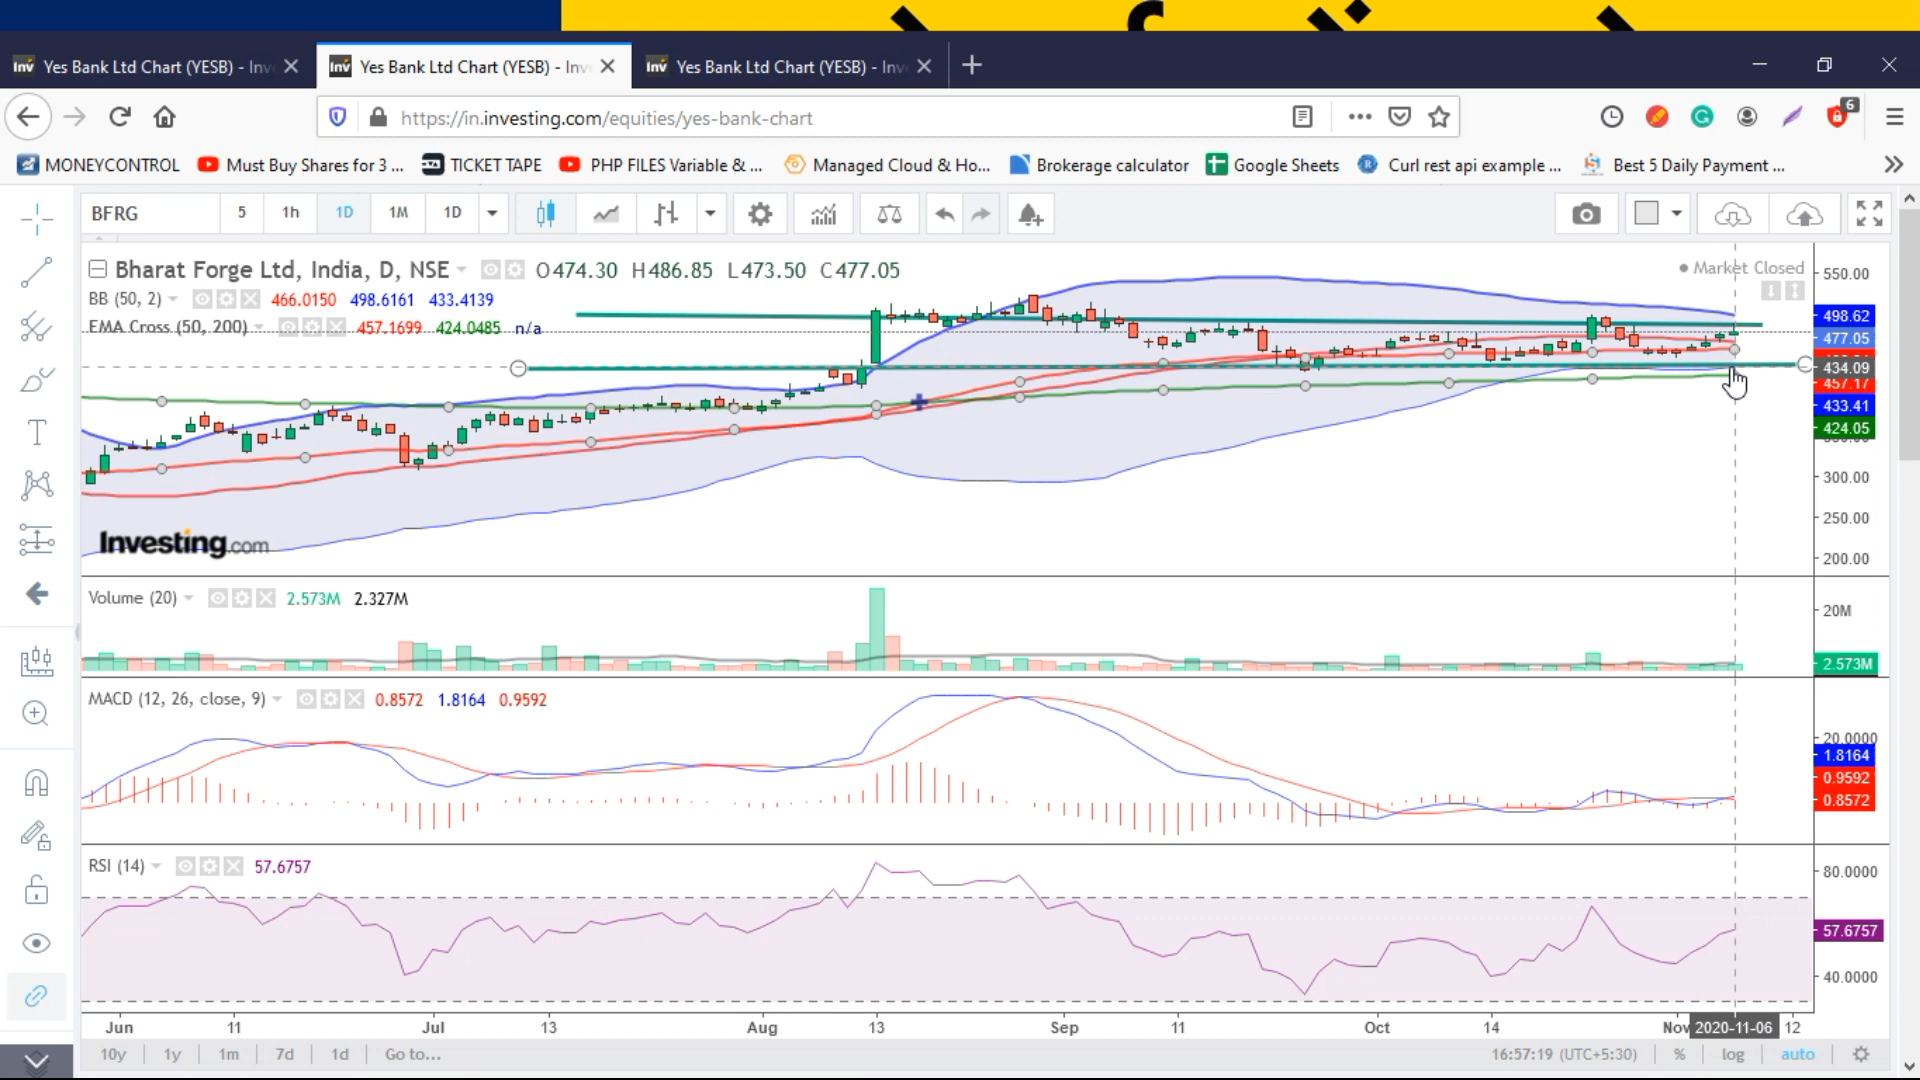 Yes Bank Ltd Chart (YESB) - Inv
Yes Bank Ltd Chart (YESB) - Inv
Yes Bank Ltd Chart (YESB) - Inv
https://in.investing.com/equities/yes-bank-chart
6
MONEYCONTROL
Must Buy Shares for 3 ...
TICKET TAPE
PHP FILES Variable & ...
Managed Cloud & Ho...
Brokerage calculator
Google Sheets
Curl rest api example ...
Best 5 Daily Payment ...
BFRG 5 1h 1D 1M 1D
Bharat Forge Ltd, India, D, NSE O474.30 H486.85 L473.50 C477.05
Market Closed
BB (50, 2) 466.0150 498.6161 433.4139
EMA Cross (50, 200) 457.1699 424.0485 n/a
550.00
498.62
477.05
434.09
457.17
433.41
424.05
300.00
250.00
200.00
Investing.com
Volume (20) 2.573M 2.327M
20M
2.573M
MACD (12, 26, close, 9) 0.8572 1.8164 0.9592
20.0000
1.8164
0.9592
0.8572
RSI (14) 57.6757
80.0000
57.6757
40.0000
Jun 11 Jul 13 Aug 13 Sep 11 Oct 14 Nov 2020-11-06 12
10y 1y 1m 7d 1d Go to...
16:57:19 (UTC+5:30) % log auto